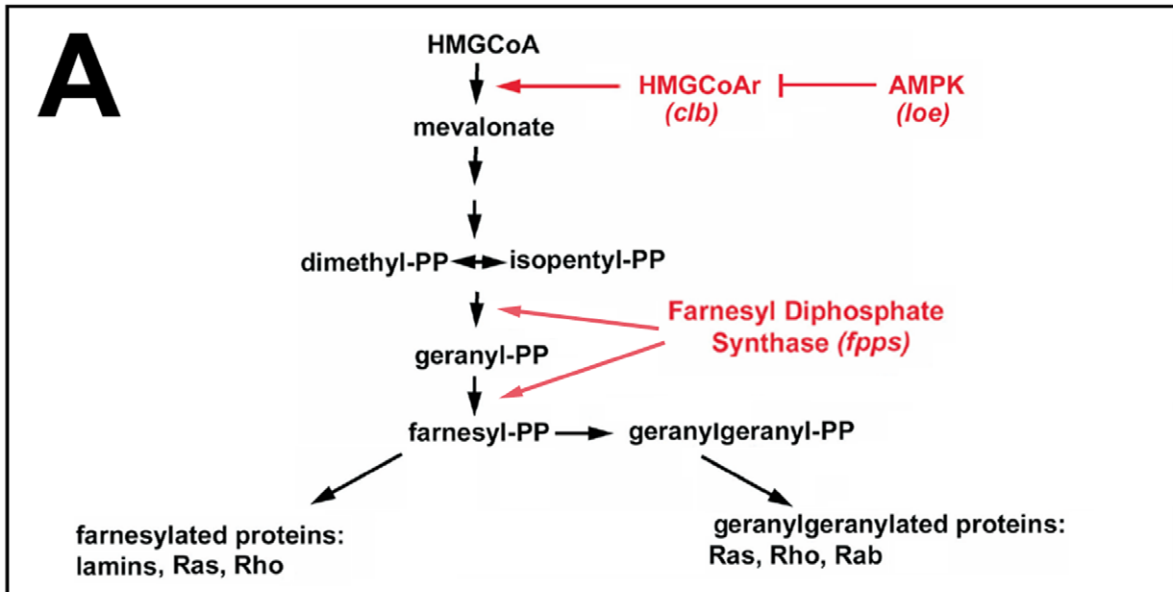 A
HMGCoA
HMGCoAr
(clb)
AMPK
(loe)
mevalonate
dimethyl-PP
isopentyl-PP
Farnesyl Diphosphate
Synthase (fpps)
geranyl-PP
farnesyl-PP
geranylgeranyl-PP
farnesylated proteins:
lamins, Ras, Rho
geranylgeranylated proteins:
Ras, Rho, Rab